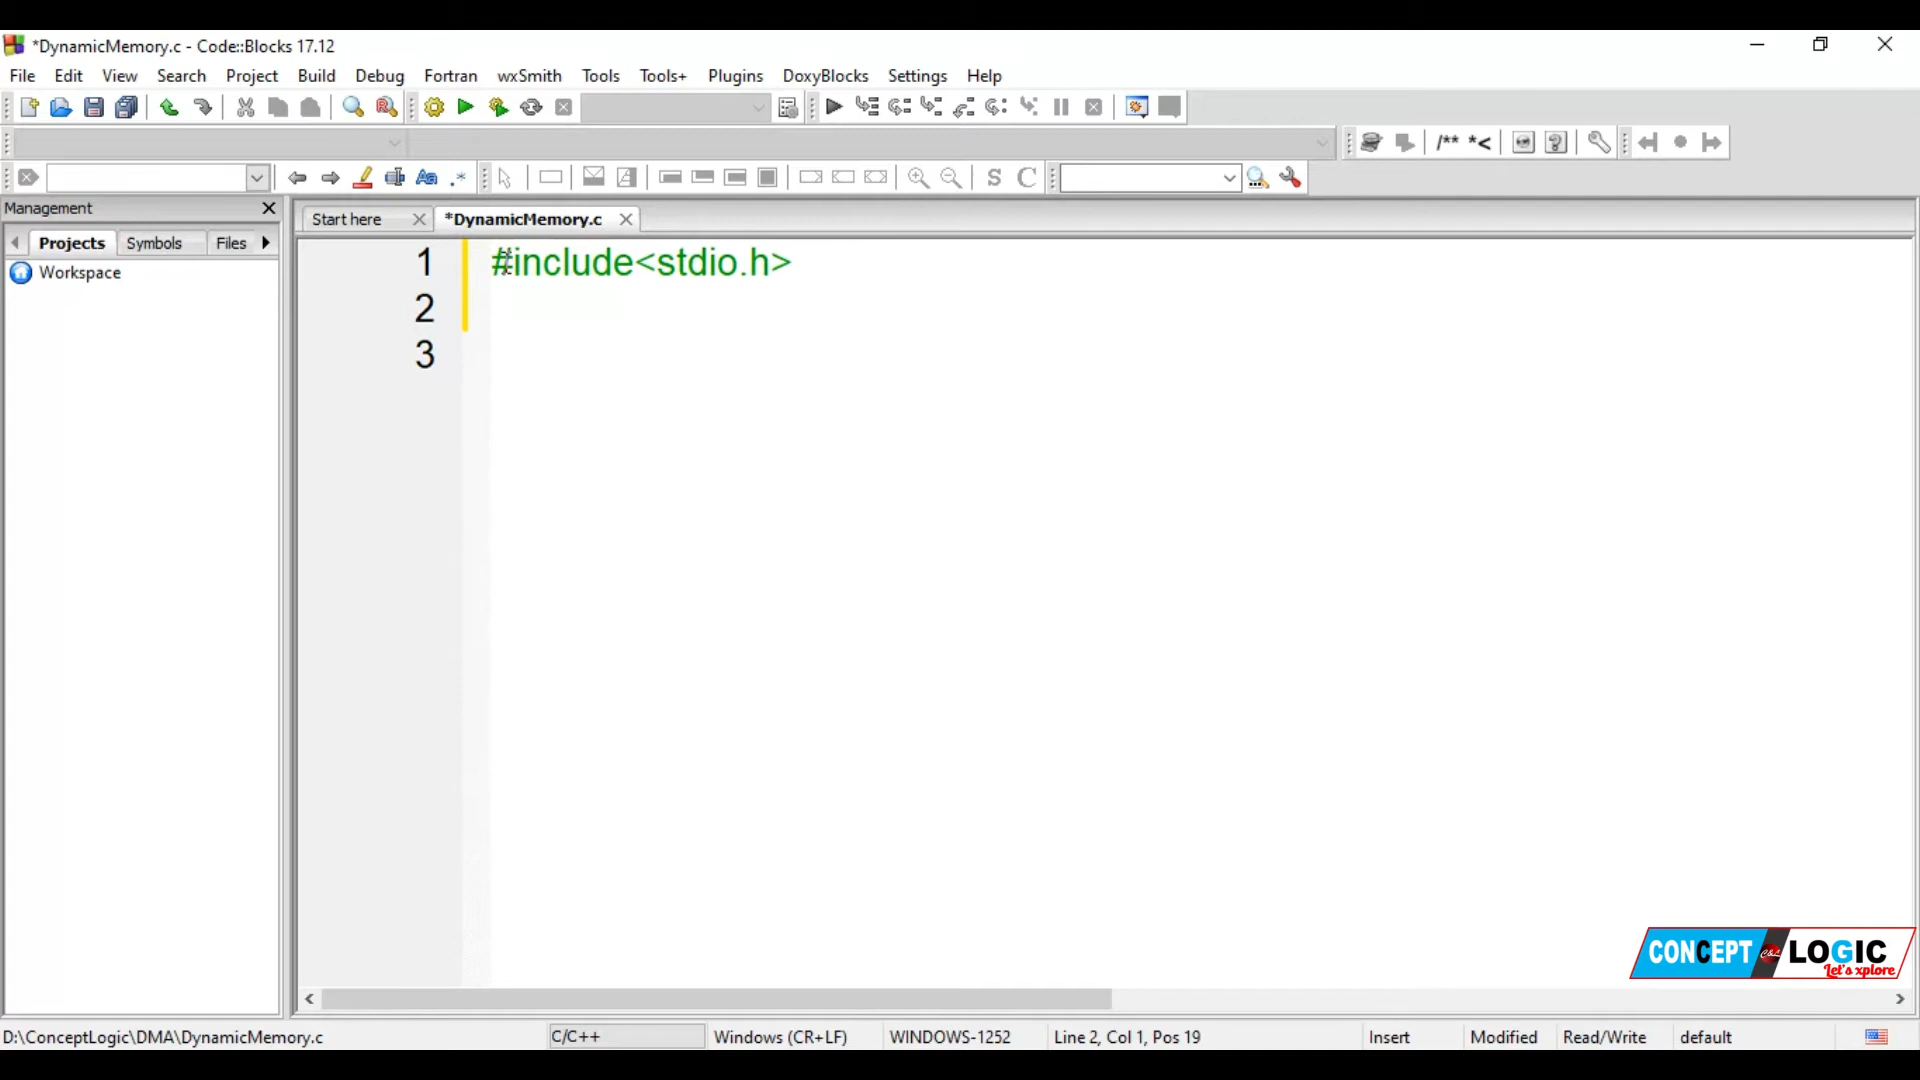 *DynamicMemory.c - Code::Blocks 17.12
File Edit View Search Project Build Debug Fortran wxSmith Tools Tools+ Plugins DoxyBlocks Settings Help
/** *<
Aa .*
S C
Management
Projects Symbols Files
Workspace
Start here *DynamicMemory.c
1 #include<stdio.h>
2
3
CONCEPT C&L LOGIC
Let's xplore
D:\ConceptLogic\DMA\DynamicMemory.c C/C++ Windows (CR+LF) WINDOWS-1252 Line 2, Col 1, Pos 19 Insert Modified Read/Write default